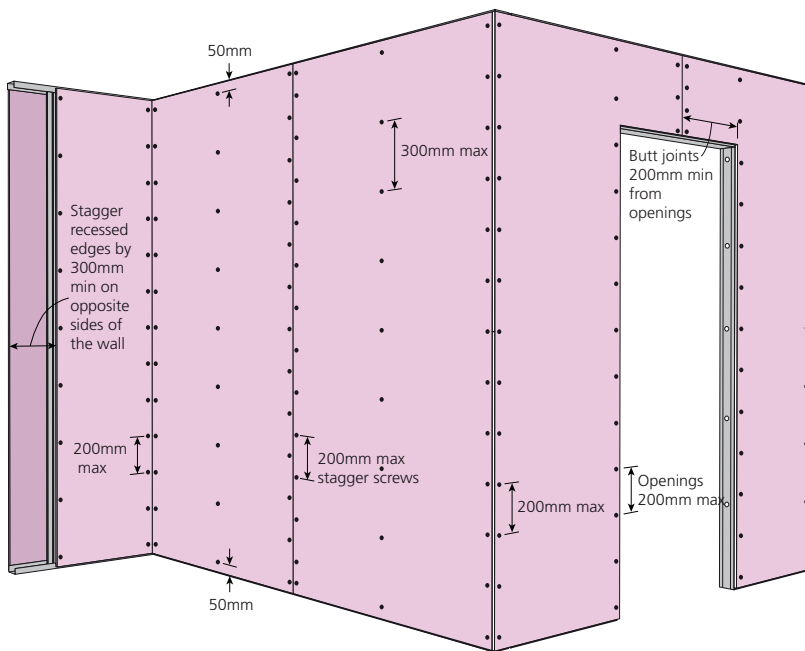 50mm
300mm max
Butt joints
200mm min
from
openings
Stagger
recessed
edges by
300mm
min on
opposite
sides of
the wall
200mm
max
200mm max
stagger screws
200mm max
Openings
200mm max
50mm